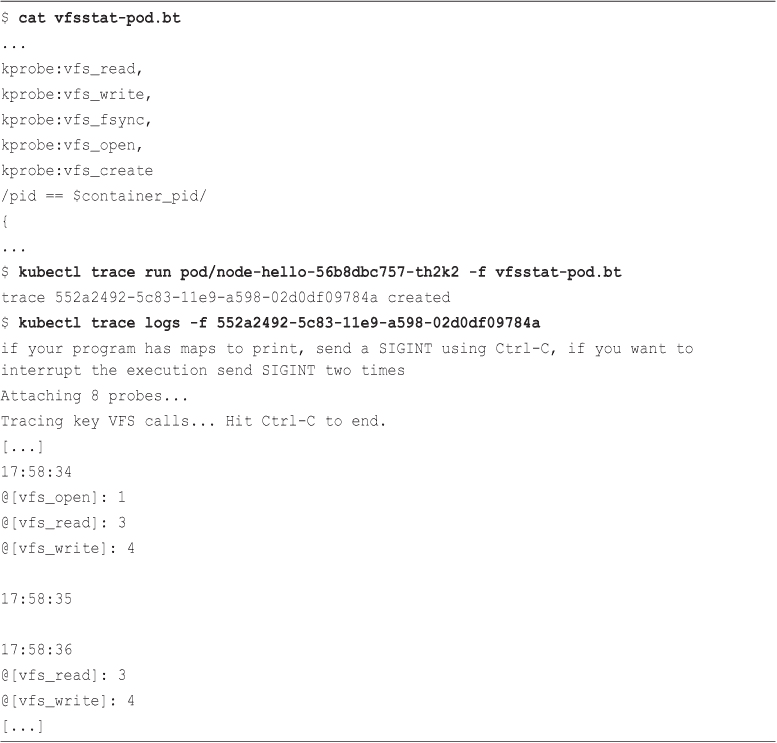 $ cat vfsstat-pod.bt
...
kprobe:vfs_read,
kprobe:vfs_write,
kprobe:vfs_fsync,
kprobe:vfs_open,
kprobe:vfs_create
/pid == $container_pid/
{
...
$ kubectl trace run pod/node-hello-56b8dbc757-th2k2 -f vfsstat-pod.bt
trace 552a2492-5c83-11e9-a598-02d0df09784a created
$ kubectl trace logs -f 552a2492-5c83-11e9-a598-02d0df09784a
if your program has maps to print, send a SIGINT using Ctrl-C, if you want to
interrupt the execution send SIGINT two times
Attaching 8 probes...
Tracing key VFS calls... Hit Ctrl-C to end.
[...]
17:58:34
@[vfs_open]: 1
@[vfs_read]: 3
@[vfs_write]: 4

17:58:35

17:58:36
@[vfs_read]: 3
@[vfs_write]: 4
[...]